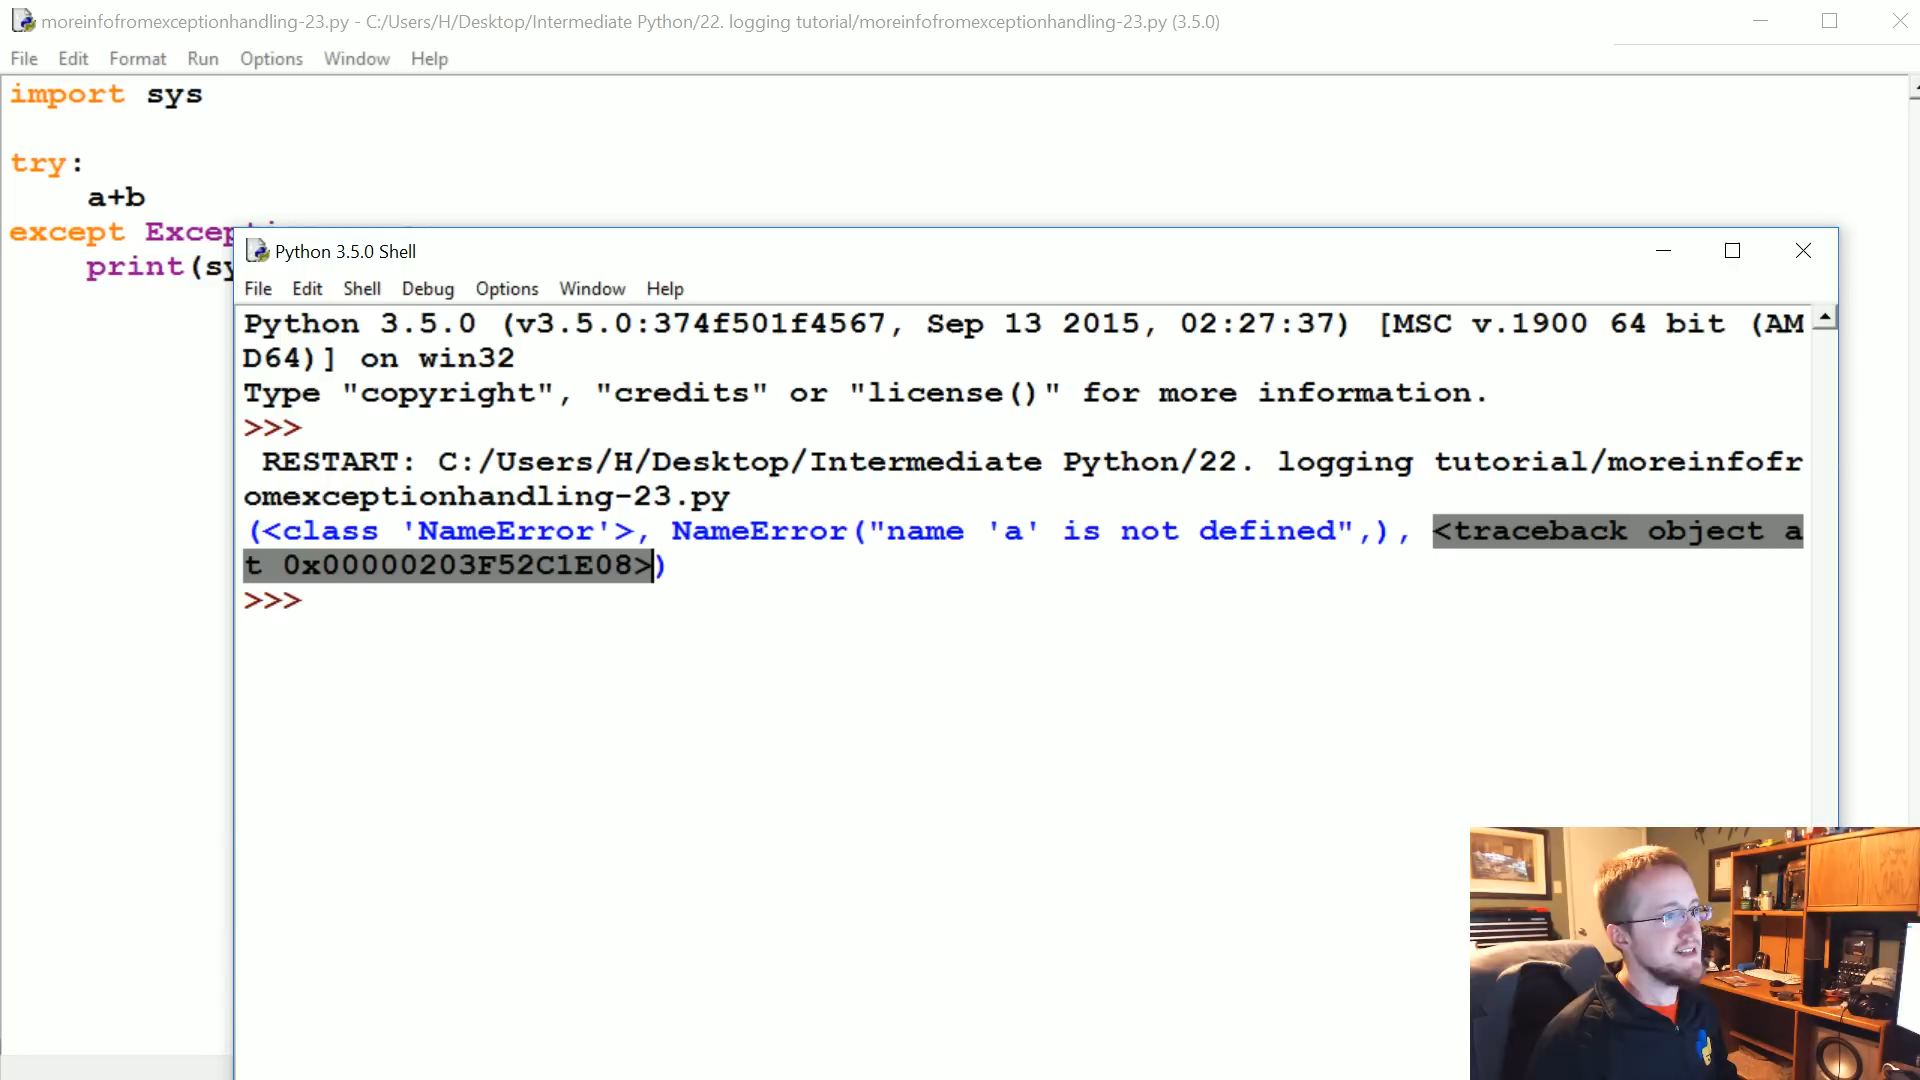 moreinfofromexceptionhandling-23.py - C:/Users/H/Desktop/Intermediate Python/22. logging tutorial/moreinfofromexceptionhandling-23.py (3.5.0)
File Edit Format Run Options Window Help
import sys
try:
a+b
except
print(sy
Python 3.5.0 Shell
File Edit Shell Debug Options Window Help
Python 3.5.0 (v3.5.0:374f501f4567, Sep 13 2015, 02:27:37) [MSC v.1900 64 bit (AM
D64)] on win32
Type "copyright", "credits" or "license()" for more information.
>>>
RESTART: C:/Users/H/Desktop/Intermediate Python/22. logging tutorial/moreinfofr
omexceptionhandling-23.py
(<class 'NameError'>, NameError("name 'a' is not defined",), <traceback object a
t 0x00000203F52C1E08>)
>>>